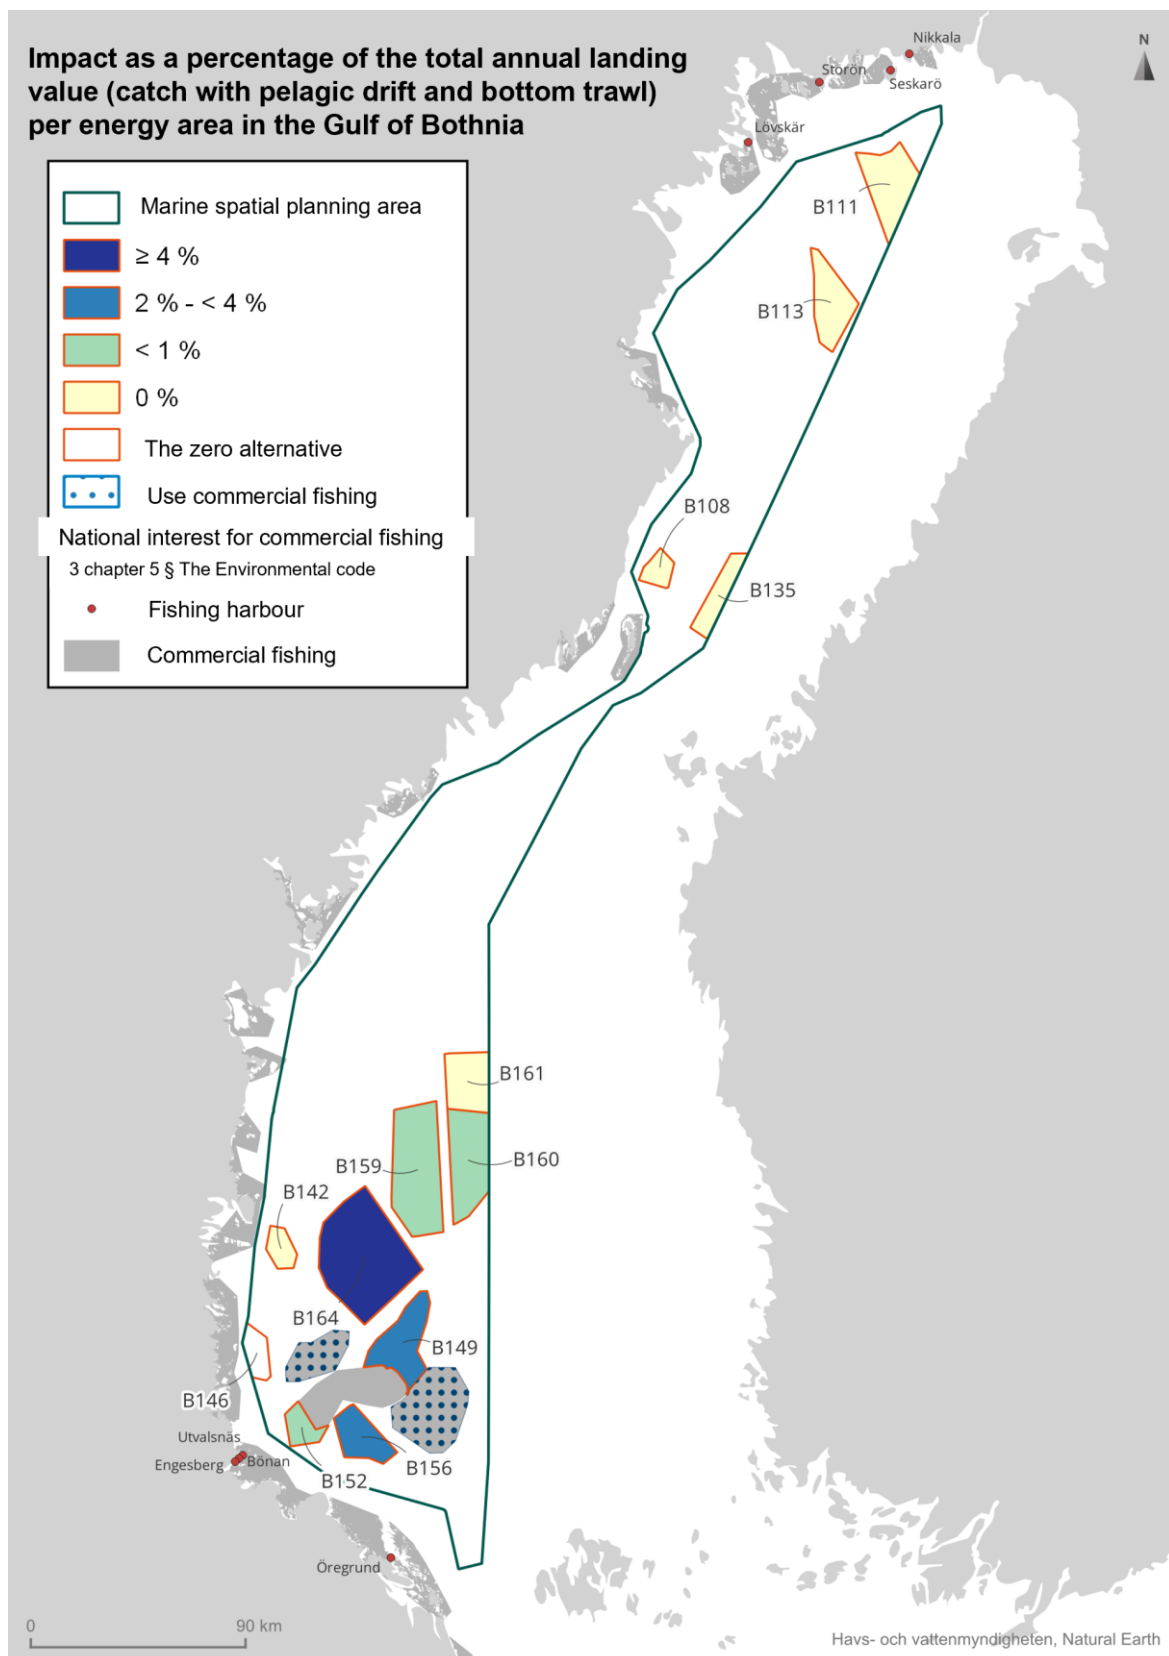 Impact as a percentage of the total annual landing
value (catch with pelagic drift and bottom trawl)
per energy area in the Gulf of Bothnia
Marine spatial planning area
≥ 4 %
2 % - < 4 %
< 1 %
0 %
The zero alternative
Use commercial fishing
National interest for commercial fishing
3 chapter 5 § The Environmental code
Fishing harbour
Commercial fishing
N
Nikkala
Storön
Seskarö
Lövskär
B111
B113
B108
B135
B161
B159
B160
B142
B164
B149
B146
Utvalsnäs
Engesberg
Bönan
B156
B152
Öregrund
0
90 km
Havs- och vattenmyndigheten, Natural Earth